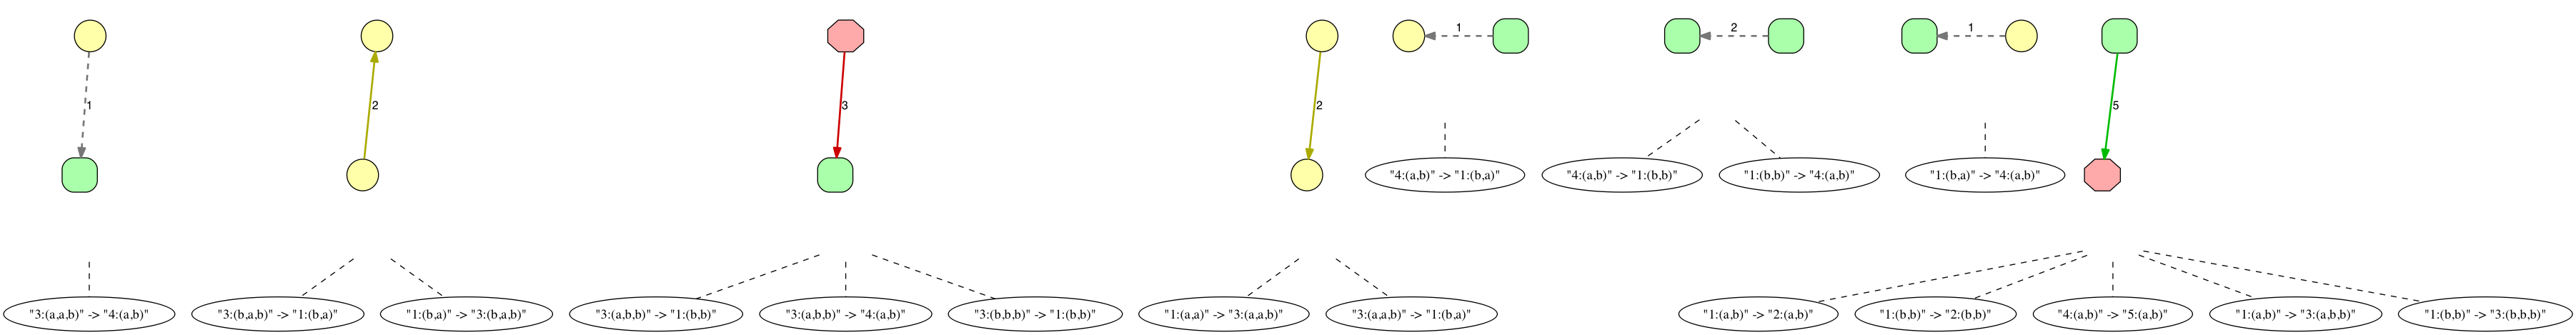 1
2
1
1
2
3
2
5
"4:(a,b)" -> "1:(b,a)"
"4:(a,b)" -> "1:(b,b)"
"1:(b,b)" -> "4:(a,b)"
"1:(b,a)" -> "4:(a,b)"
"3:(a,a,b)" -> "4:(a,b)"
"3:(b,a,b)" -> "1:(b,a)"
"1:(b,a)" -> "3:(b,a,b)"
"3:(a,b,b)" -> "1:(b,b)"
"3:(a,b,b)" -> "4:(a,b)"
"3:(b,b,b)" -> "1:(b,b)"
"1:(a,a)" -> "3:(a,a,b)"
"3:(a,a,b)" -> "1:(b,a)"
"1:(a,b)" -> "2:(a,b)"
"1:(b,b)" -> "2:(b,b)"
"4:(a,b)" -> "5:(a,b)"
"1:(a,b)" -> "3:(a,b,b)"
"1:(b,b)" -> "3:(b,b,b)"